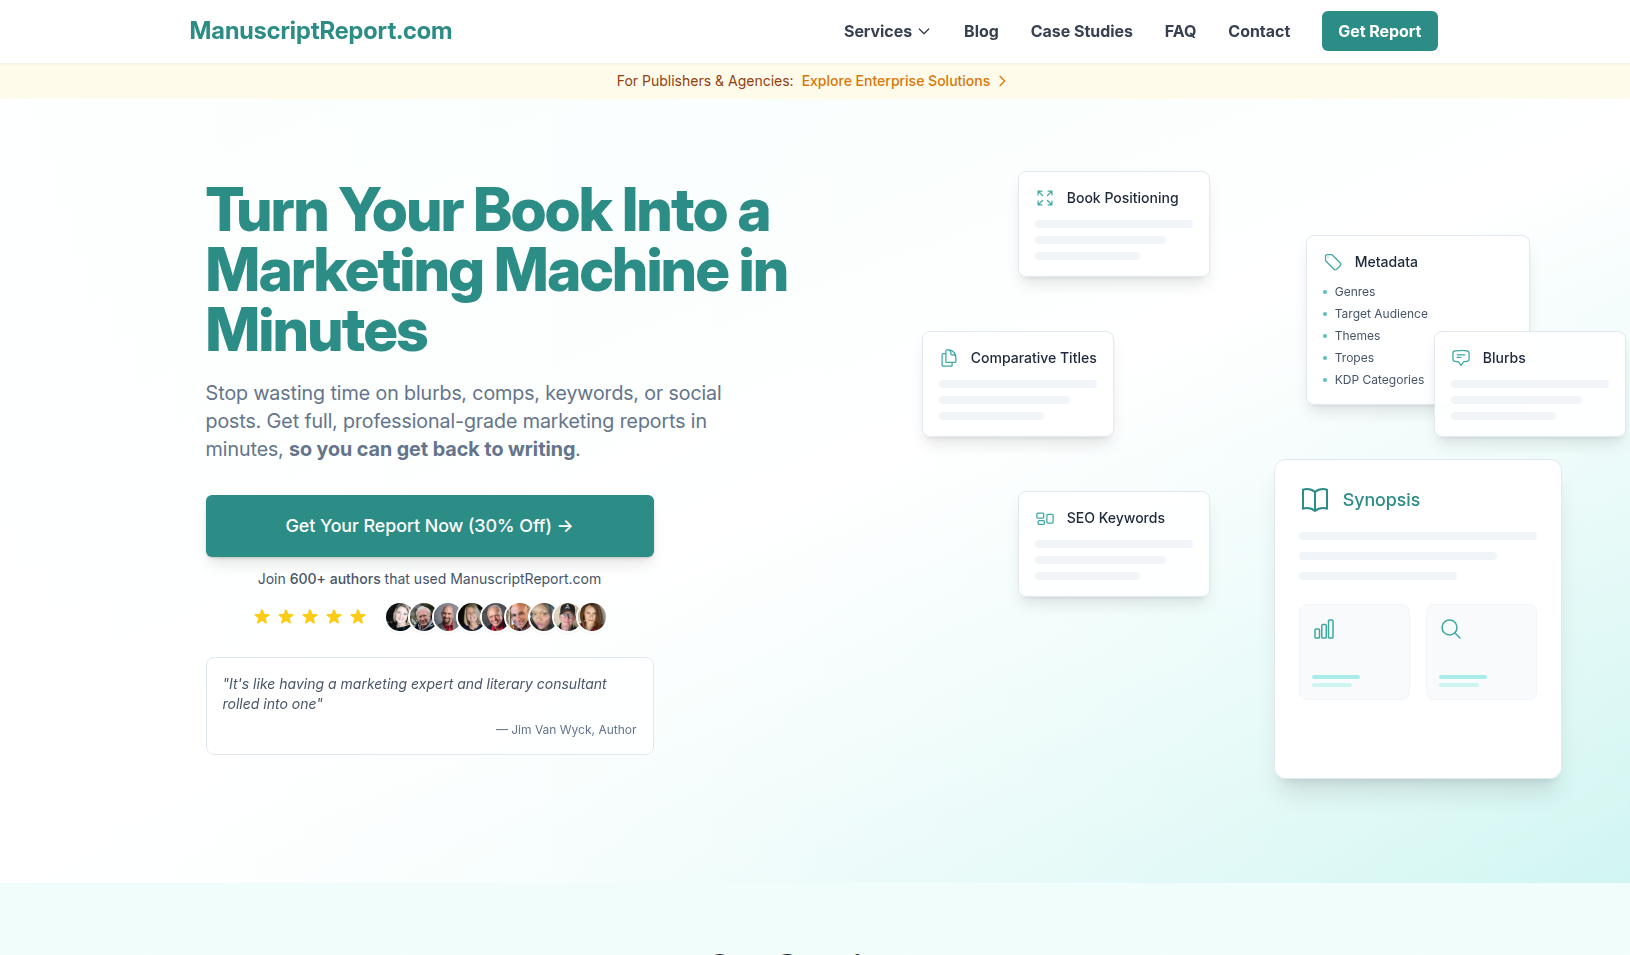 ManuscriptReport.com
Services
Blog
Case Studies
FAQ
Contact
Get Report
For Publishers & Agencies: Explore Enterprise Solutions
Turn Your Book Into a
Marketing Machine in
Minutes
Stop wasting time on blurbs, comps, keywords, or social
posts. Get full, professional-grade marketing reports in
minutes, so you can get back to writing.
Get Your Report Now (30% Off) →
Join 600+ authors that used ManuscriptReport.com
"It's like having a marketing expert and literary consultant
rolled into one"
— Jim Van Wyck, Author
Book Positioning
Metadata
Genres
Target Audience
Themes
Tropes
KDP Categories
Comparative Titles
Blurbs
SEO Keywords
Synopsis